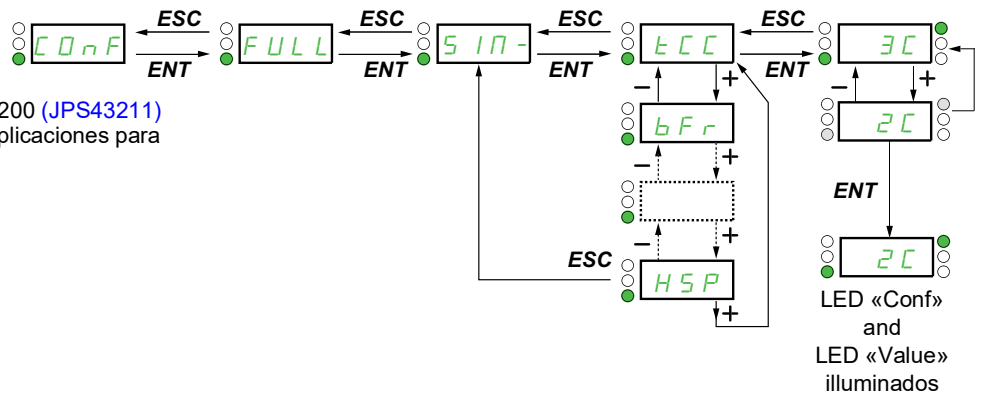 ESC ESC ESC ESC
COnF FULL SIM- tCC 3C
ENT ENT ENT ENT
200 (JPS43211)
plicaciones para
− +
− +
bFr 2C
− +
ENT
− +
ESC
HSP 2C
+
LED «Conf»
and
LED «Value»
illuminados